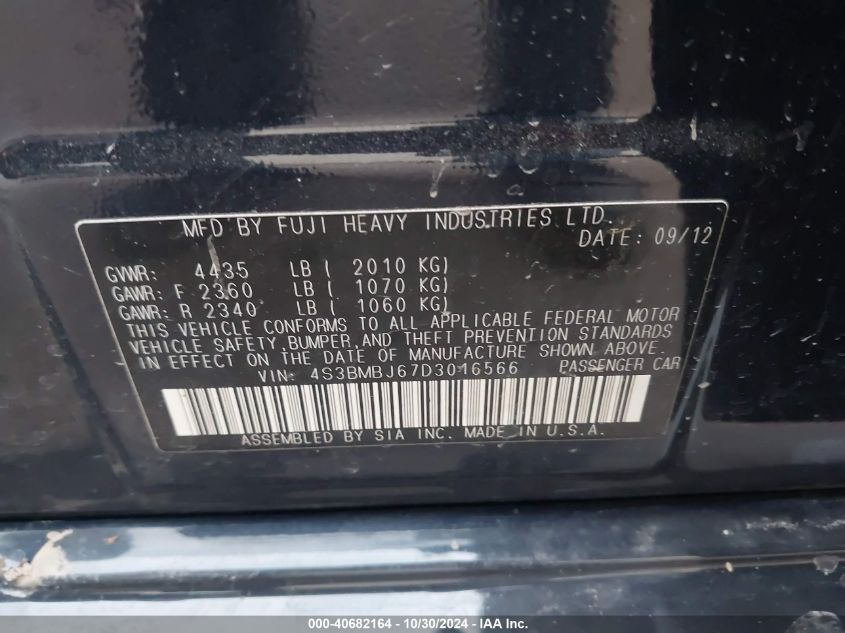 MFD BY FUJI HEAVY INDUSTRIES LTD.
DATE: 09/12
GVWR: 4435 LB ( 2010 KG)
GAWR: F 2360 LB ( 1070 KG)
GAWR: R 2340 LB ( 1060 KG)
THIS VEHICLE CONFORMS TO ALL APPLICABLE FEDERAL MOTOR
VEHICLE SAFETY,BUMPER,AND THEFT PREVENTION STANDARDS
IN EFFECT ON THE DATE OF MANUFACTURE SHOWN ABOVE.
VIN: 4S3BMBJ67D3016566 PASSENGER CAR
ASSEMBLED BY SIA INC. MADE IN U.S.A.
000-40682164 - 10/30/2024 - IAA Inc.